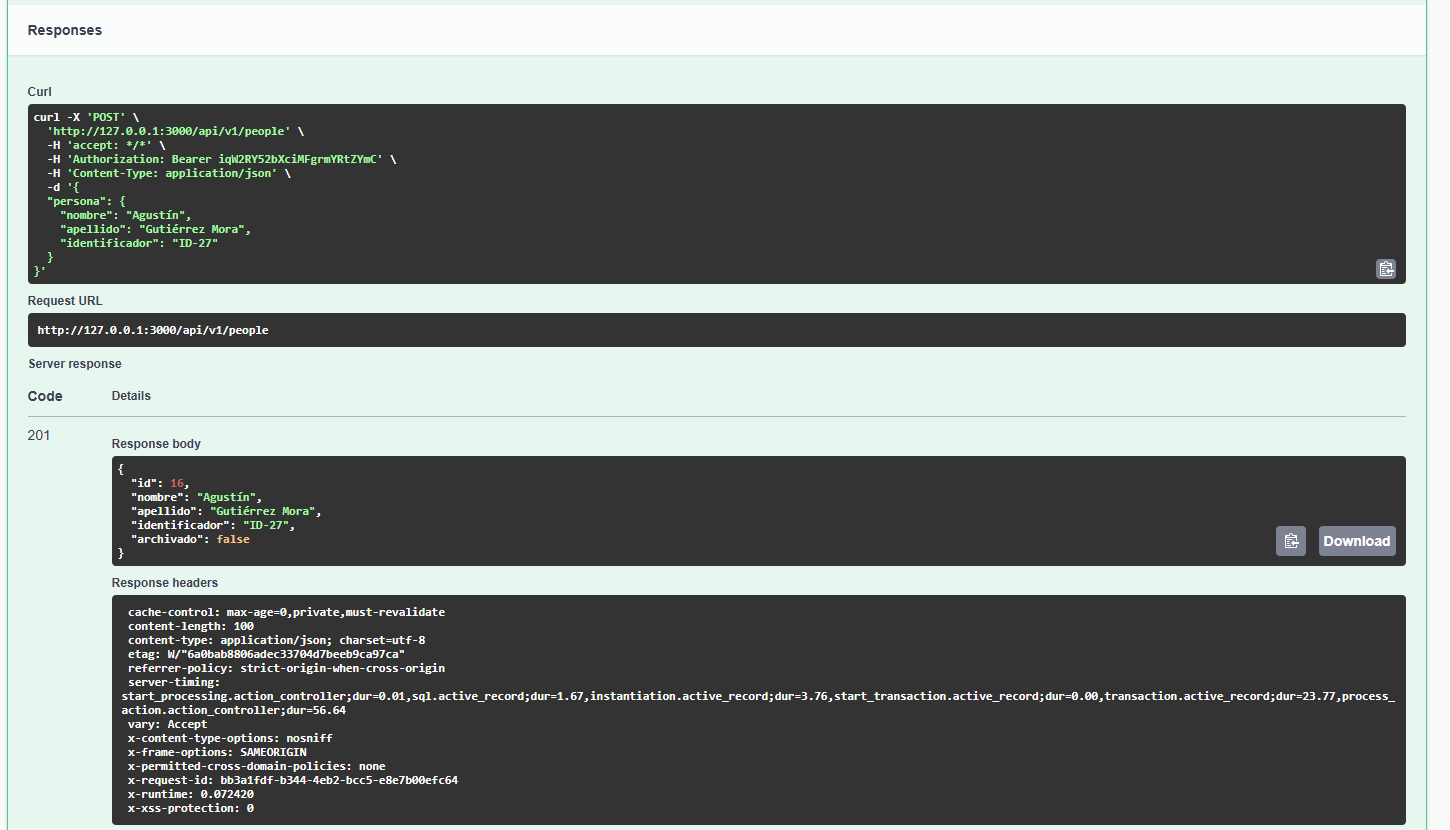 Responses
Curl
curl -X 'POST' \
  'http://127.0.0.1:3000/api/v1/people' \
  -H 'accept: */*' \
  -H 'Authorization: Bearer iqW2RY52bXciMFgrmYRtZYmC' \
  -H 'Content-Type: application/json' \
  -d '{
  "persona": {
    "nombre": "Agustín",
    "apellido": "Gutiérrez Mora",
    "identificador": "ID-27"
  }
}'
Request URL
http://127.0.0.1:3000/api/v1/people
Server response
Code Details
201
Response body
{
  "id": 16,
  "nombre": "Agustín",
  "apellido": "Gutiérrez Mora",
  "identificador": "ID-27",
  "archivado": false
}
Download
Response headers
cache-control: max-age=0,private,must-revalidate
content-length: 100
content-type: application/json; charset=utf-8
etag: W/"6a0bab8806adec33704d7beeb9ca97ca"
referrer-policy: strict-origin-when-cross-origin
server-timing:
start_processing.action_controller;dur=0.01,sql.active_record;dur=1.67,instantiation.active_record;dur=3.76,start_transaction.active_record;dur=0.00,transaction.active_record;dur=23.77,process_
action.action_controller;dur=56.64
vary: Accept
x-content-type-options: nosniff
x-frame-options: SAMEORIGIN
x-permitted-cross-domain-policies: none
x-request-id: bb3a1fdf-b344-4eb2-bcc5-e8e7b00efc64
x-runtime: 0.072420
x-xss-protection: 0